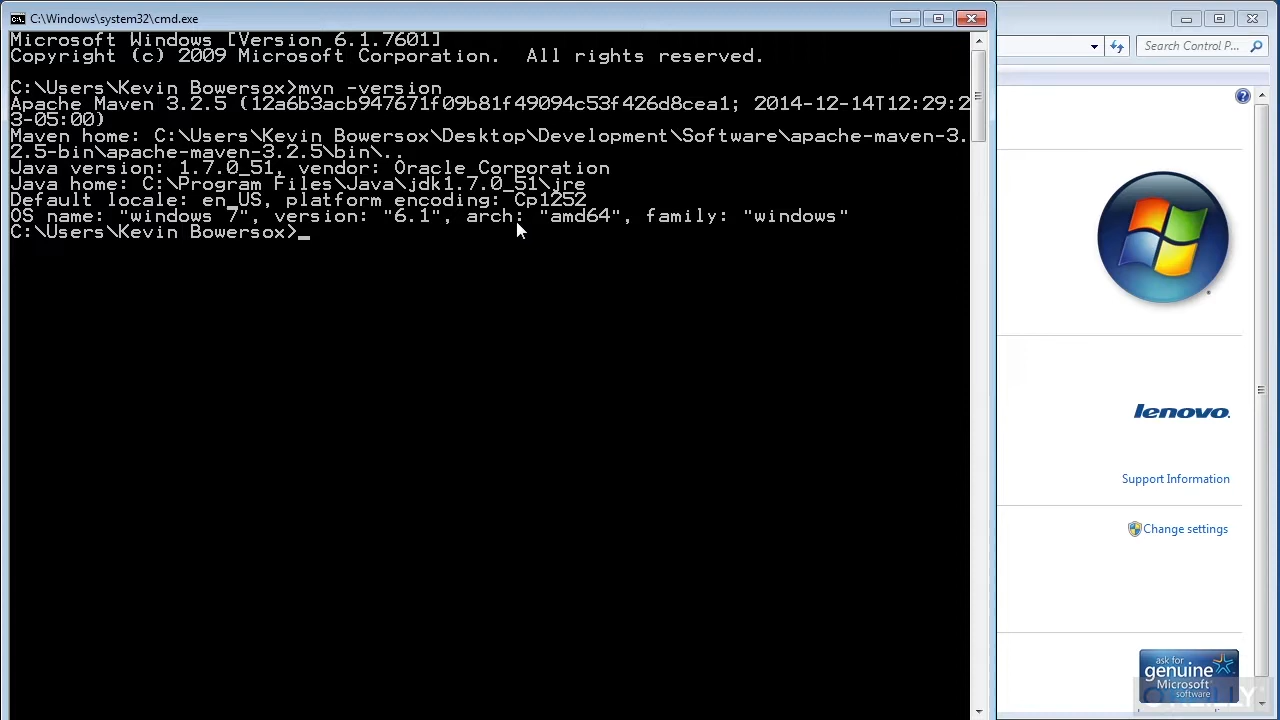 C:\Windows\system32\cmd.exe
Microsoft Windows [Version 6.1.7601]
Copyright (c) 2009 Microsoft Corporation.  All rights reserved.
C:\Users\Kevin Bowersox>mvn -version
Apache Maven 3.2.5 (12a6b3acb947671f09b81f49094c53f426d8cea1; 2014-12-14T12:29:2
3-05:00)
Maven home: C:\Users\Kevin Bowersox\Desktop\Development\Software\apache-maven-3.
2.5-bin\apache-maven-3.2.5\bin\..
Java version: 1.7.0_51, vendor: Oracle Corporation
Java home: C:\Program Files\Java\jdk1.7.0_51\jre
Default locale: en_US, platform encoding: Cp1252
OS name: "windows 7", version: "6.1", arch: "amd64", family: "windows"
C:\Users\Kevin Bowersox>_
Search Control P...
lenovo.
Support Information
Change settings
ask for
genuine
Microsoft
software
O'REILLY